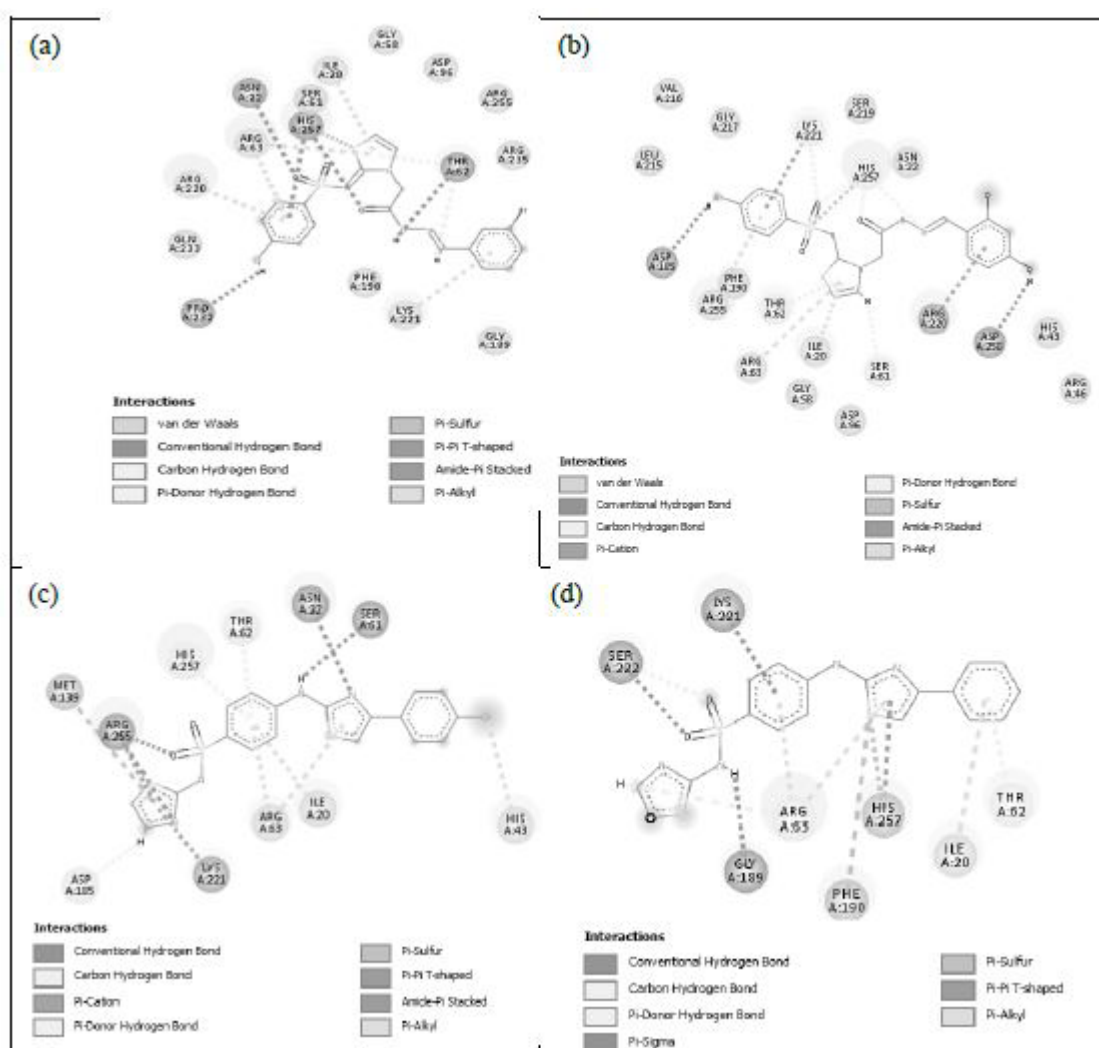 (a)
GLY
A:58
ILE
A:20
ASP
A:96
ASN
A:22
SER
A:61
ARG
A:255
HIS
A:257
ARG
A:63
THR
A:62
ARG
A:235
ARG
A:220
GLN
A:233
PHE
A:190
PRO
A:232
LYS
A:221
GLY
A:189
Interactions
van der Waals
Conventional Hydrogen Bond
Carbon Hydrogen Bond
Pi-Donor Hydrogen Bond
Pi-Sulfur
Pi-Pi T-shaped
Amide-Pi Stacked
Pi-Alkyl
(b)
VAL
A:216
GLY
A:217
LYS
A:221
SER
A:219
LEU
A:215
HIS
A:257
ASN
A:22
ASP
A:185
PHE
A:190
ARG
A:255
THR
A:62
ARG
A:220
ASP
A:250
HIS
A:43
ARG
A:63
ILE
A:20
SER
A:61
GLY
A:58
ARG
A:46
ASP
A:96
Interactions
van der Waals
Conventional Hydrogen Bond
Carbon Hydrogen Bond
Pi-Cation
Pi-Donor Hydrogen Bond
Pi-Sulfur
Amide-Pi Stacked
Pi-Alkyl
(c)
ASN
A:22
SER
A:61
THR
A:62
HIS
A:257
MET
A:139
ARG
A:255
ARG
A:63
ILE
A:20
HIS
A:43
H
ASP
A:185
LYS
A:221
Interactions
Conventional Hydrogen Bond
Carbon Hydrogen Bond
Pi-Cation
Pi-Donor Hydrogen Bond
Pi-Sulfur
Pi-Pi T-shaped
Amide-Pi Stacked
Pi-Alkyl
(d)
LYS
A:221
SER
A:222
H
H
ARG
A:63
HIS
A:257
THR
A:62
GLY
A:189
ILE
A:20
PHE
A:190
Interactions
Conventional Hydrogen Bond
Carbon Hydrogen Bond
Pi-Donor Hydrogen Bond
Pi-Sigma
Pi-Sulfur
Pi-Pi T-shaped
Pi-Alkyl